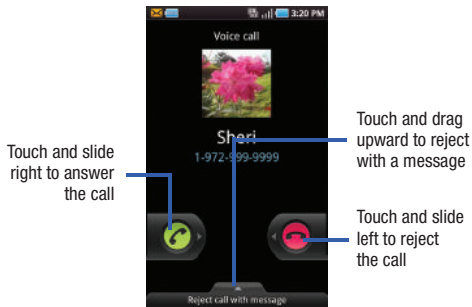 3:20 PM
Voice call
Sheri
1-972-999-9999
Reject call with message
Touch and slide
right to answer
the call
Touch and drag
upward to reject
with a message
Touch and slide
left to reject
the call